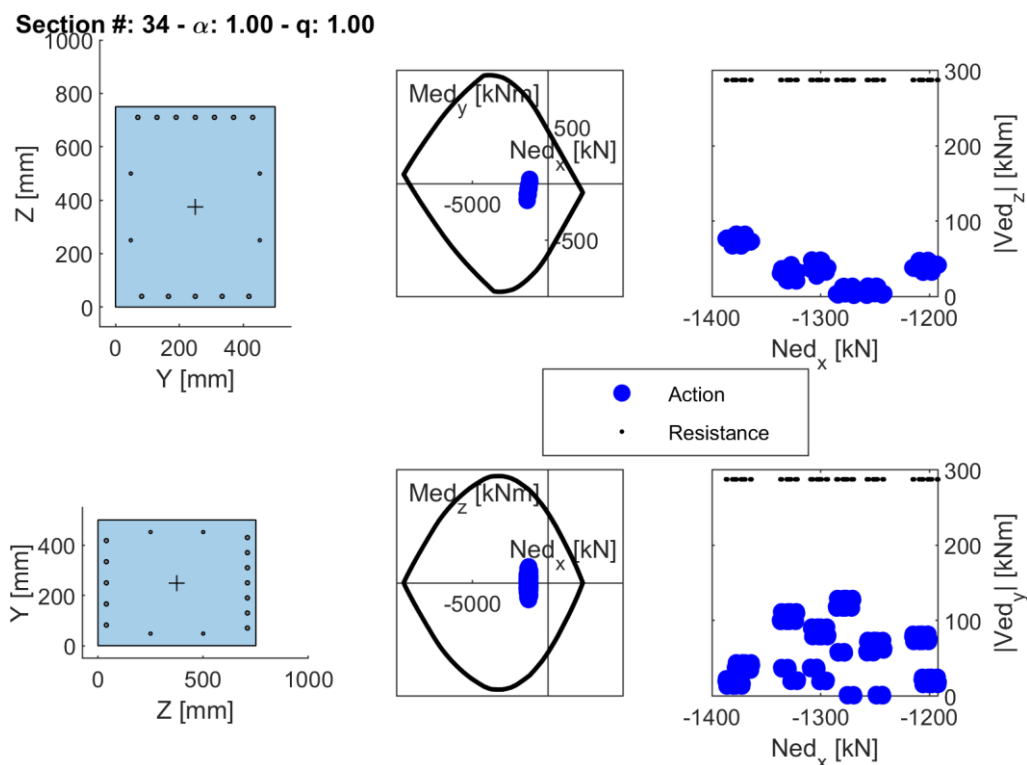 Section #: 34 - α: 1.00 - q: 1.00
1000
800
600
400
200
0
Z [mm]
0 200 400
Y [mm]
Med_y [kNm]
500
Ned_x [kN]
-5000
-500
300
200
100
0
|Ved_z| [kNm]
-1400 -1300 -1200
Ned_x [kN]
Action
Resistance
400
200
0
Y [mm]
0 500 1000
Z [mm]
Med_z [kNm]
Ned_x [kN]
-5000
300
200
100
0
|Ved_y| [kNm]
-1400 -1300 -1200
Ned_x [kN]